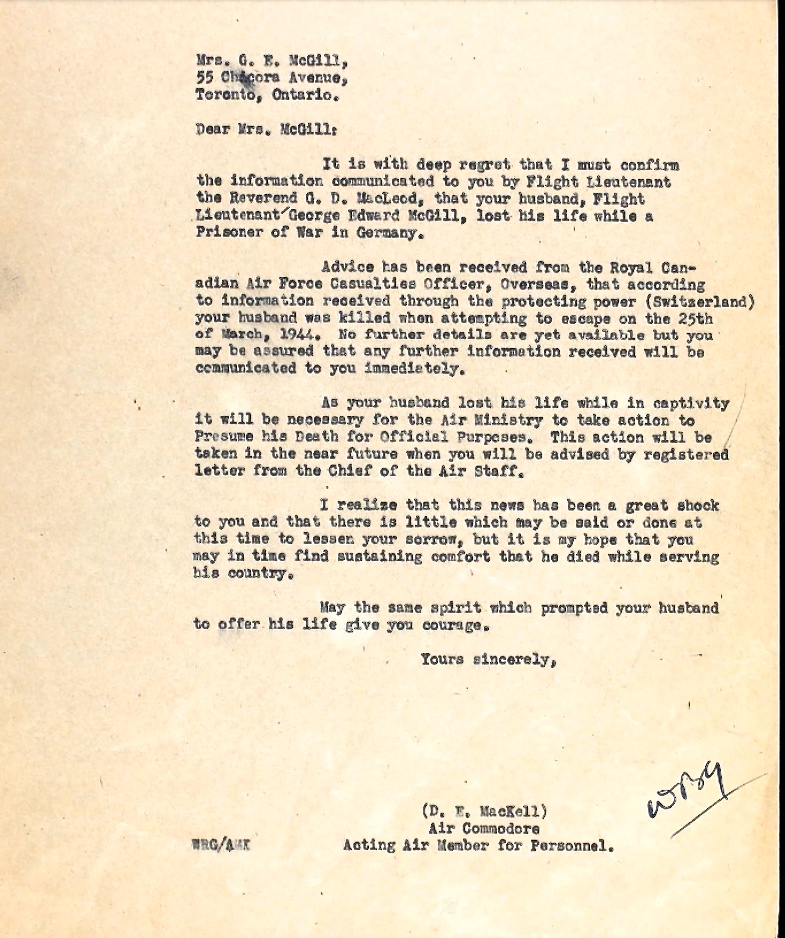 Mrs. G. E. McGill,
55 Chicora Avenue,
Toronto, Ontario.
Dear Mrs. McGill:
It is with deep regret that I must confirm
the information communicated to you by Flight Lieutenant
the Reverend G. D. MacLeod, that your husband, Flight
Lieutenant George Edward McGill, lost his life while a
Prisoner of War in Germany.
Advice has been received from the Royal Can-
adian Air Force Casualties Officer, Overseas, that according
to information received through the protecting power (Switzerland)
your husband was killed when attempting to escape on the 25th
of March, 1944. No further details are yet available but you
may be assured that any further information received will be
communicated to you immediately.
As your husband lost his life while in captivity
it will be necessary for the Air Ministry to take action to
Presume his Death for Official Purposes. This action will be
taken in the near future when you will be advised by registered
letter from the Chief of the Air Staff.
I realize that this news has been a great shock
to you and that there is little which may be said or done at
this time to lessen your sorrow, but it is my hope that you
may in time find sustaining comfort that he died while serving
his country.
May the same spirit which prompted your husband
to offer his life give you courage.
Yours sincerely,
(D. E. MacKell)
Air Commodore
WRG/AMK Acting Air Member for Personnel.